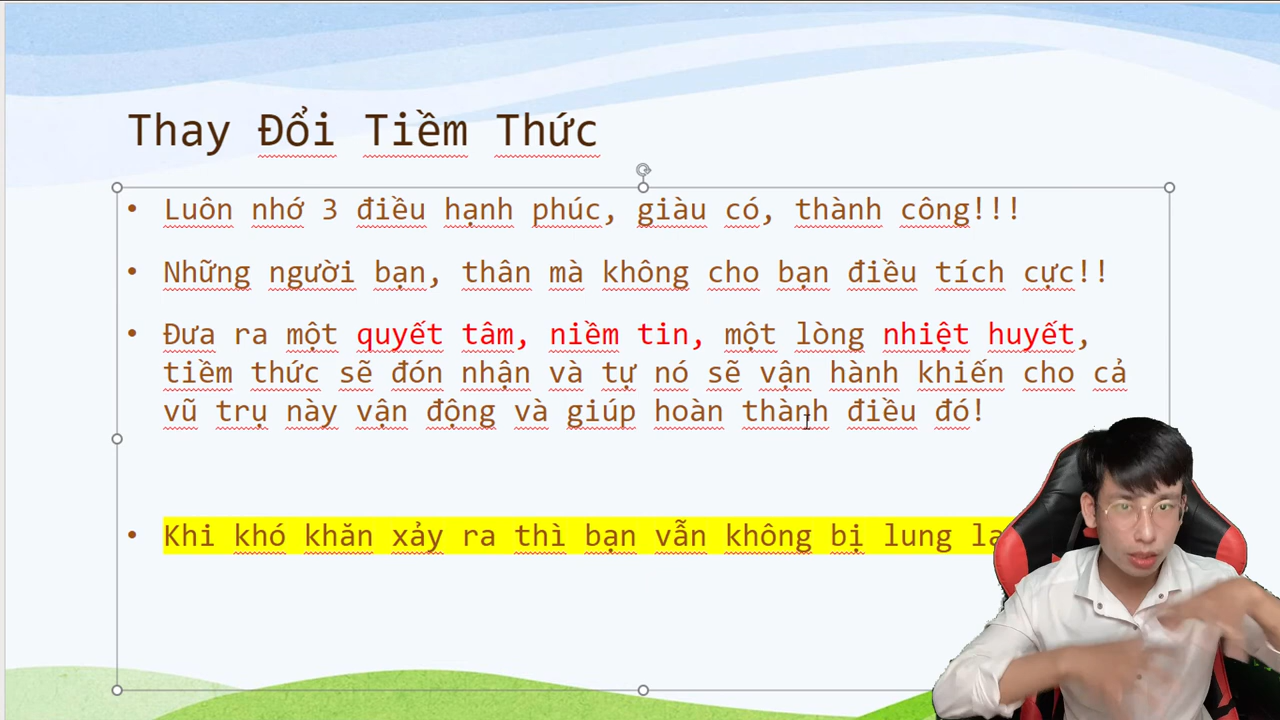 Thay Đổi Tiềm Thức
• Luôn nhớ 3 điều hạnh phúc, giàu có, thành công!!!
• Những người bạn, thân mà không cho bạn điều tích cực!!
• Đưa ra một quyết tâm, niềm tin, một lòng nhiệt huyết,
tiềm thức sẽ đón nhận và tự nó sẽ vận hành khiến cho cả
vũ trụ này vận động và giúp hoàn thành điều đó!
• Khi khó khăn xảy ra thì bạn vẫn không bị lung